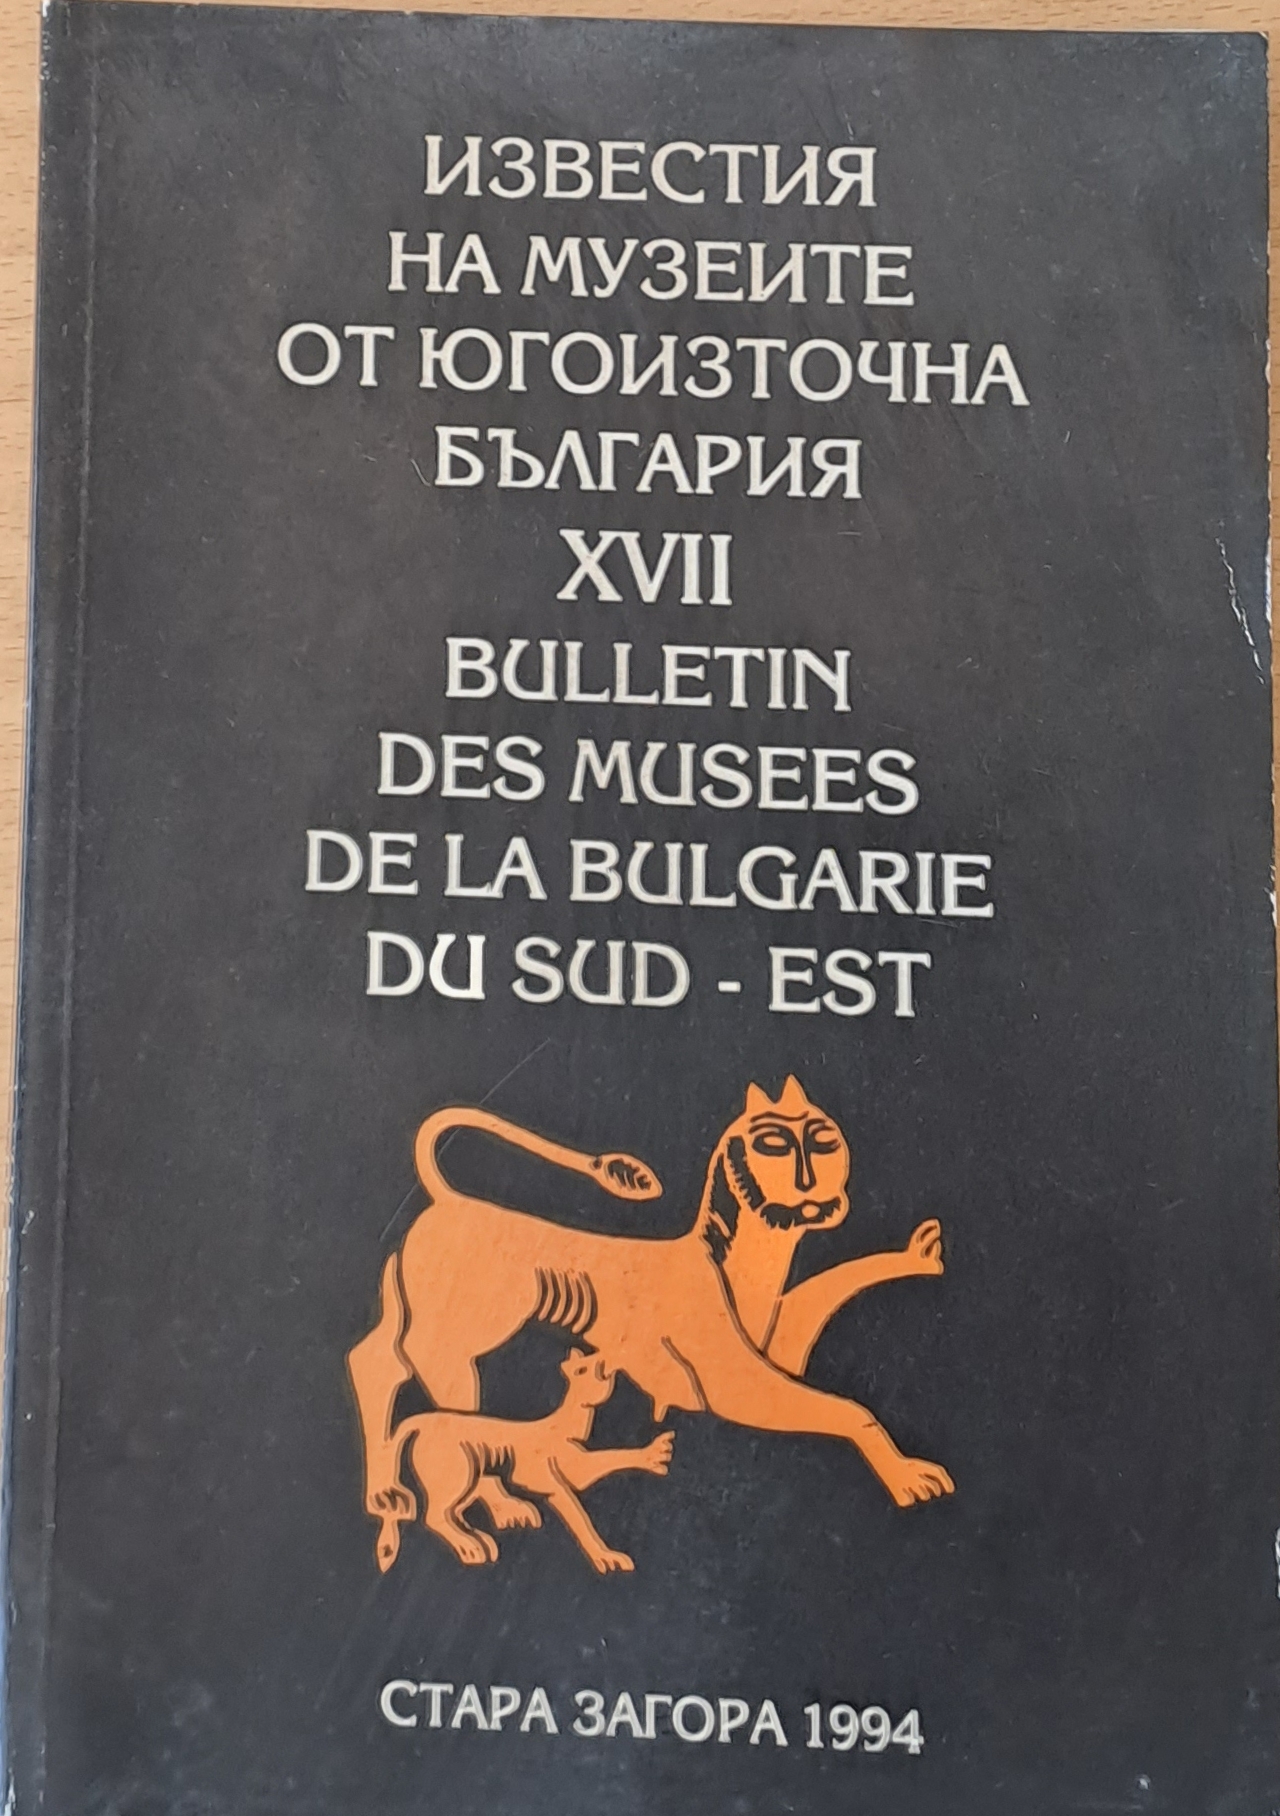 ИЗВЕСТИЯ
НА МУЗЕИТЕ
ОТ ЮГОИЗТОЧНА
БЪЛГАРИЯ
XVII
BULLETIN
DES MUSEES
DE LA BULGARIE
DU SUD - EST
СТАРА ЗАГОРА 1994